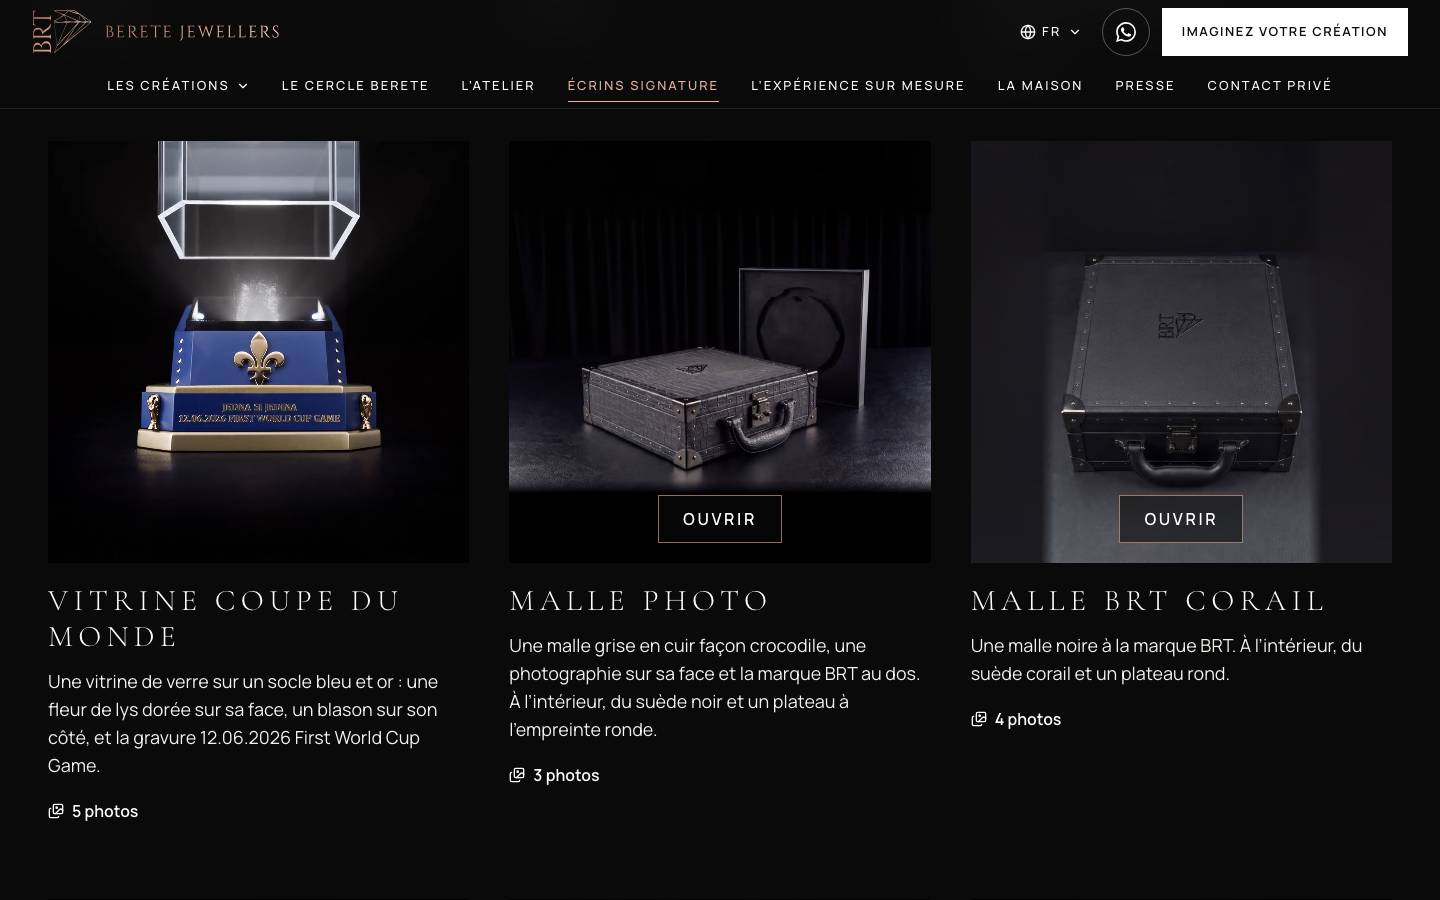 BRT BERETE JEWELLERS
FR
IMAGINEZ VOTRE CRÉATION
LES CRÉATIONS
LE CERCLE BERETE
L'ATELIER
ÉCRINS SIGNATURE
L'EXPÉRIENCE SUR MESURE
LA MAISON
PRESSE
CONTACT PRIVÉ
12.06.2026 FIRST WORLD CUP GAME
VITRINE COUPE DU
MONDE
Une vitrine de verre sur un socle bleu et or : une
fleur de lys dorée sur sa face, un blason sur son
côté, et la gravure 12.06.2026 First World Cup
Game.
5 photos
OUVRIR
MALLE PHOTO
Une malle grise en cuir façon crocodile, une
photographie sur sa face et la marque BRT au dos.
À l'intérieur, du suède noir et un plateau à
l'empreinte ronde.
3 photos
BRT
OUVRIR
MALLE BRT CORAIL
Une malle noire à la marque BRT. À l'intérieur, du
suède corail et un plateau rond.
4 photos